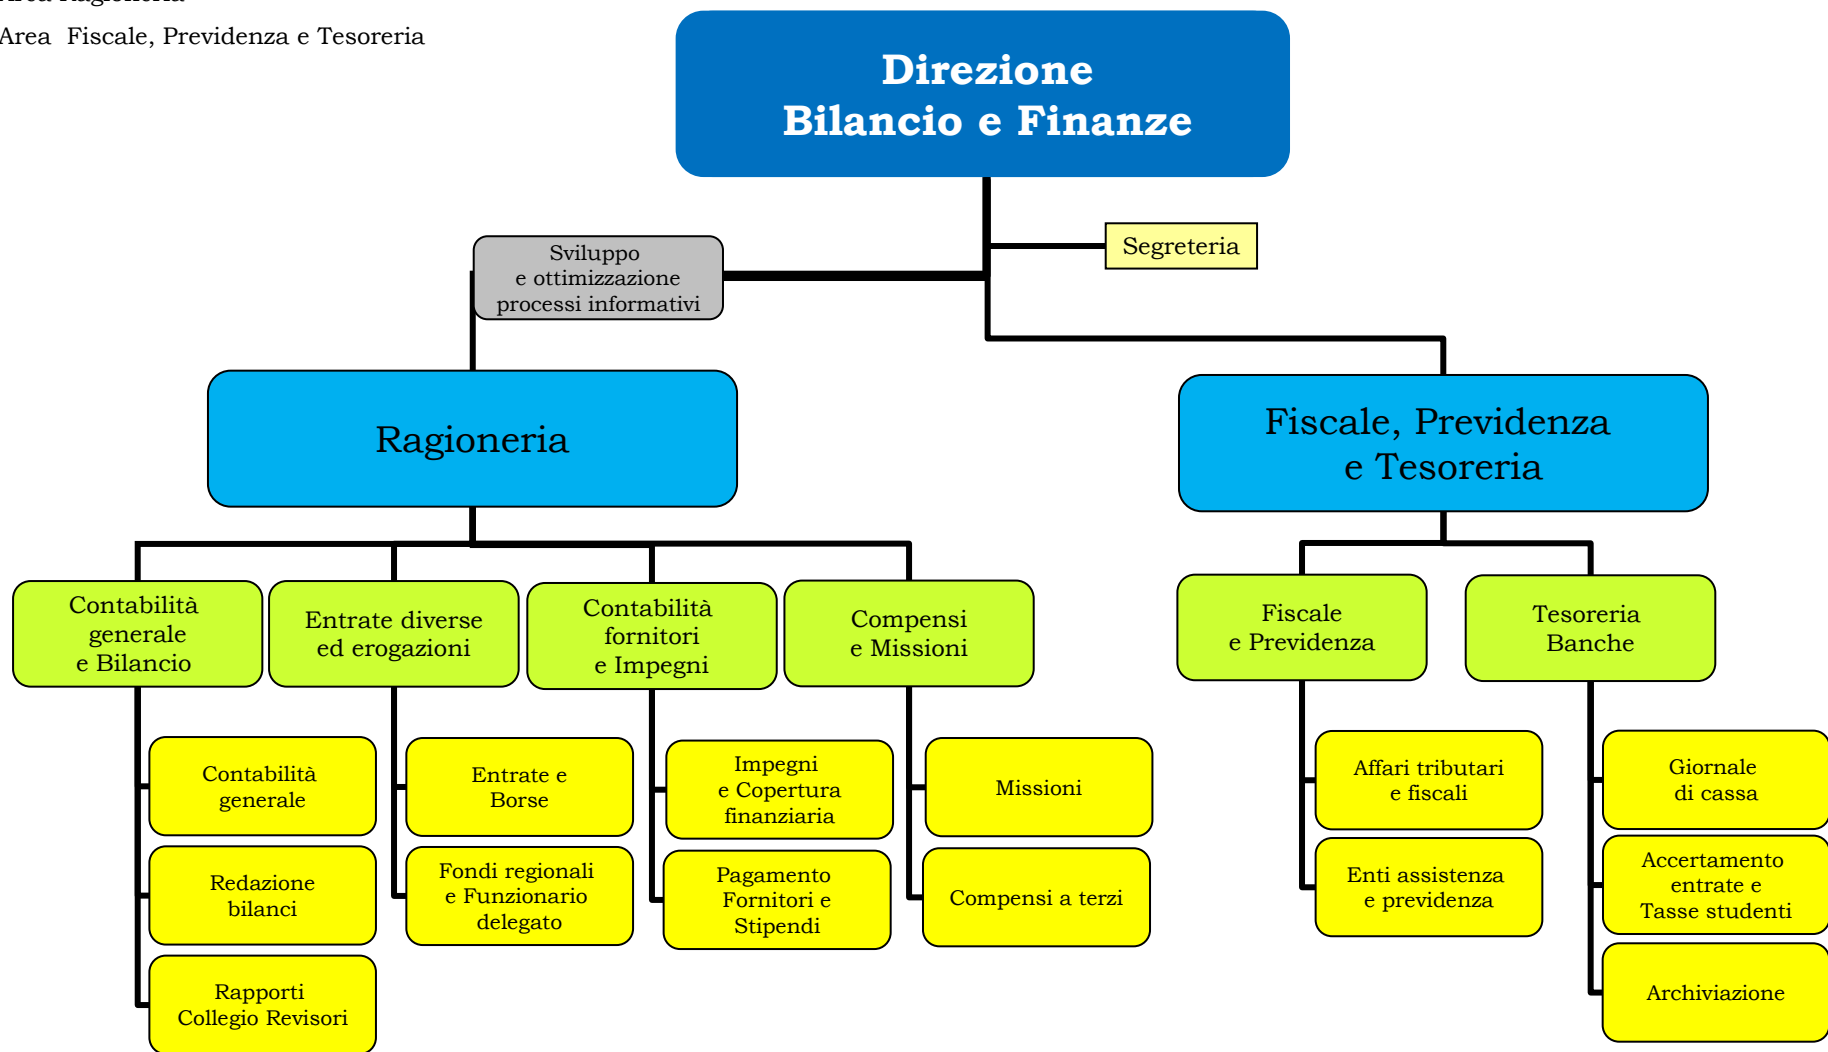 Area Ragioneria
Area Fiscale, Previdenza e Tesoreria
Direzione
Bilancio e Finanze
Segreteria
Sviluppo
e ottimizzazione
processi informativi
Ragioneria
Fiscale, Previdenza
e Tesoreria
Contabilità
generale
e Bilancio
Entrate diverse
ed erogazioni
Contabilità
fornitori
e Impegni
Compensi
e Missioni
Fiscale
e Previdenza
Tesoreria
Banche
Contabilità
generale
Entrate e
Borse
Impegni
e Copertura
finanziaria
Missioni
Affari tributari
e fiscali
Giornale
di cassa
Redazione
bilanci
Fondi regionali
e Funzionario
delegato
Pagamento
Fornitori e
Stipendi
Compensi a terzi
Enti assistenza
e previdenza
Accertamento
entrate e
Tasse studenti
Rapporti
Collegio Revisori
Archiviazione